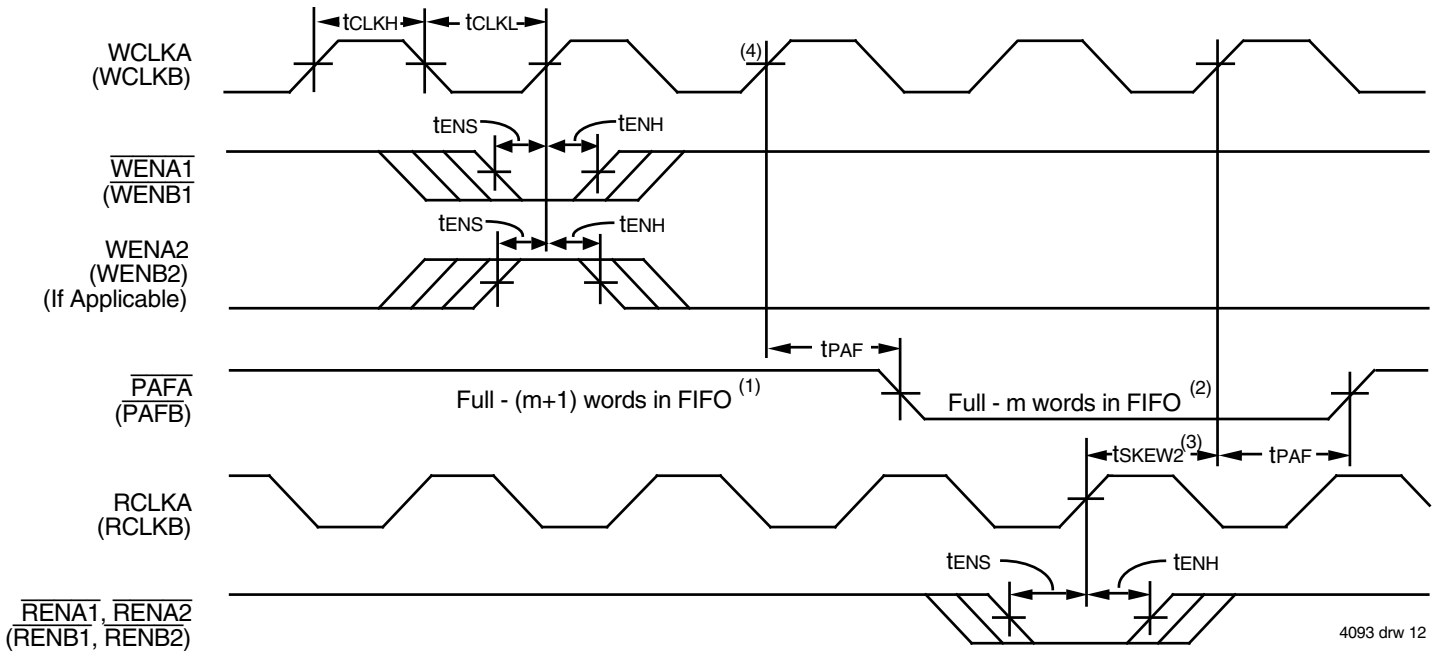 tCLKH
tCLKL
WCLKA
(WCLKB)
(4)
tENS
tENH
WENA1
(WENB1
tENS
tENH
WENA2
(WENB2)
(If Applicable)
tPAF
PAFA
(PAFB)
Full - (m+1) words in FIFO (1)
Full - m words in FIFO (2)
tSKEW2(3)
tPAF
RCLKA
(RCLKB)
tENS
tENH
RENA1, RENA2
(RENB1, RENB2)
4093 drw 12